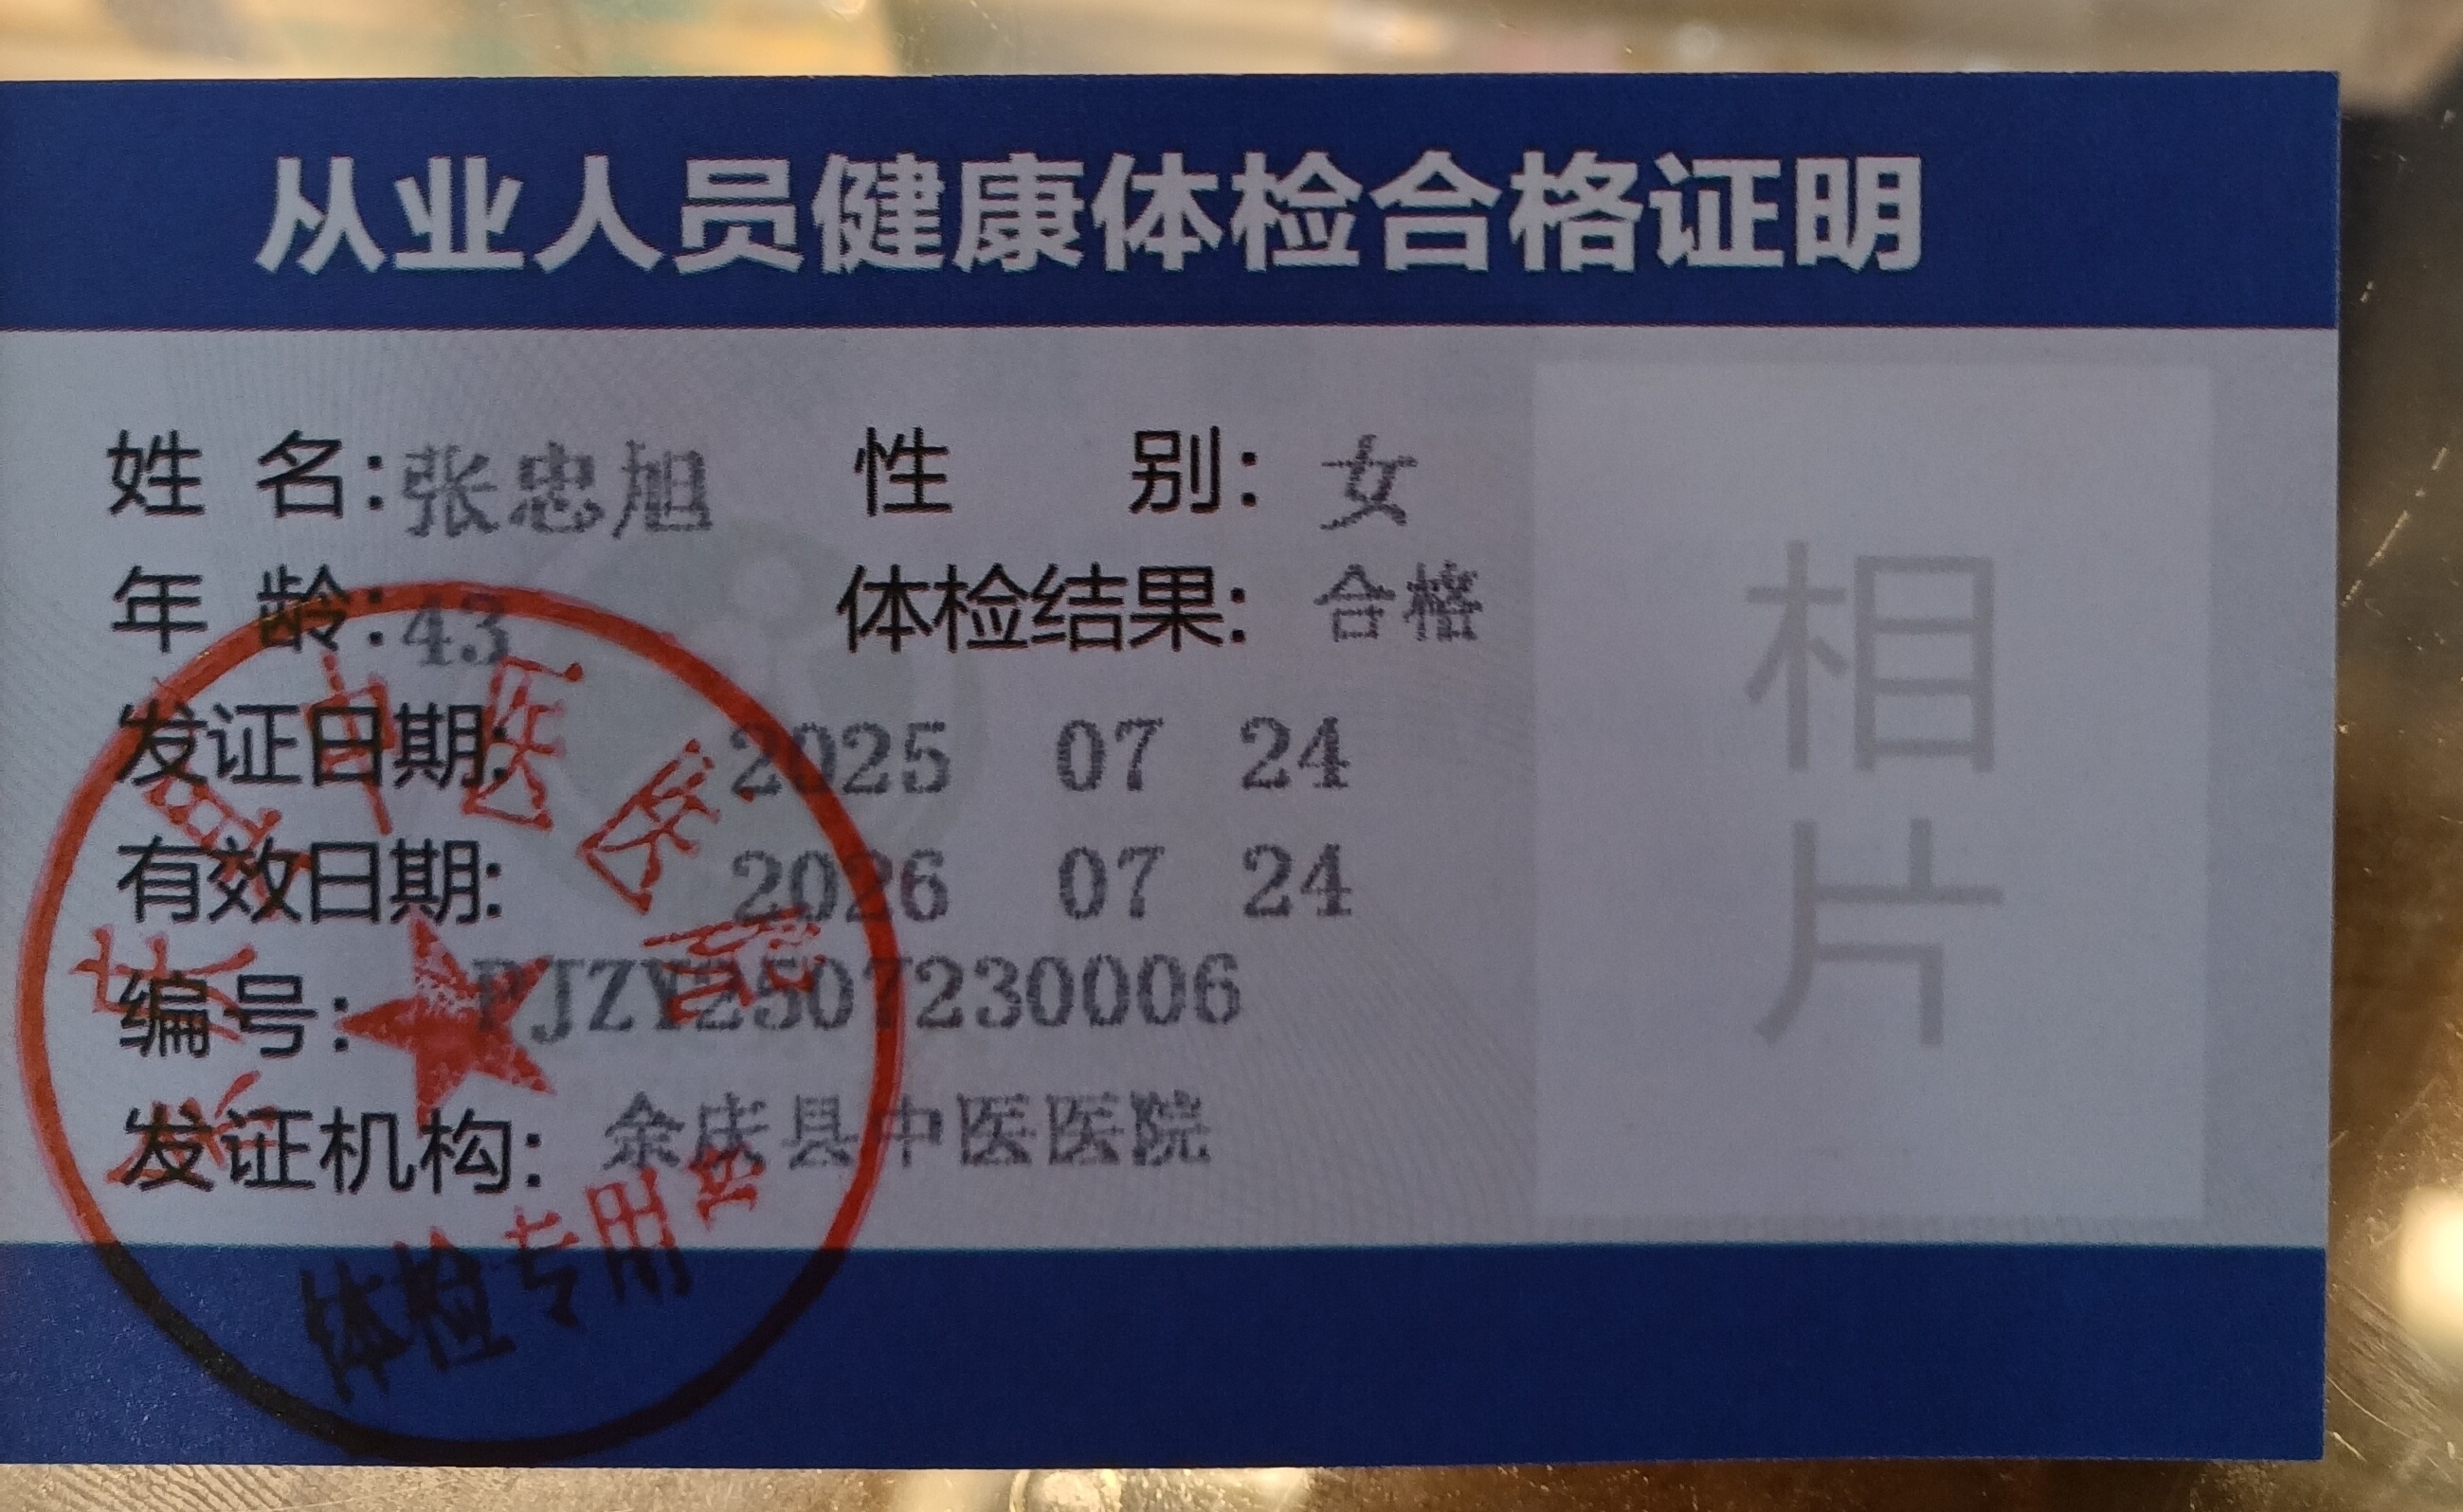 从业人员健康体检合格证明
姓 名:张忠旭 性 别:女
年 龄:43 体检结果:合格
发证日期: 2025 07 24
有效日期: 2026 07 24
编号: PJZY2507230006
发证机构: 余庆县中医医院
相片
体检专用